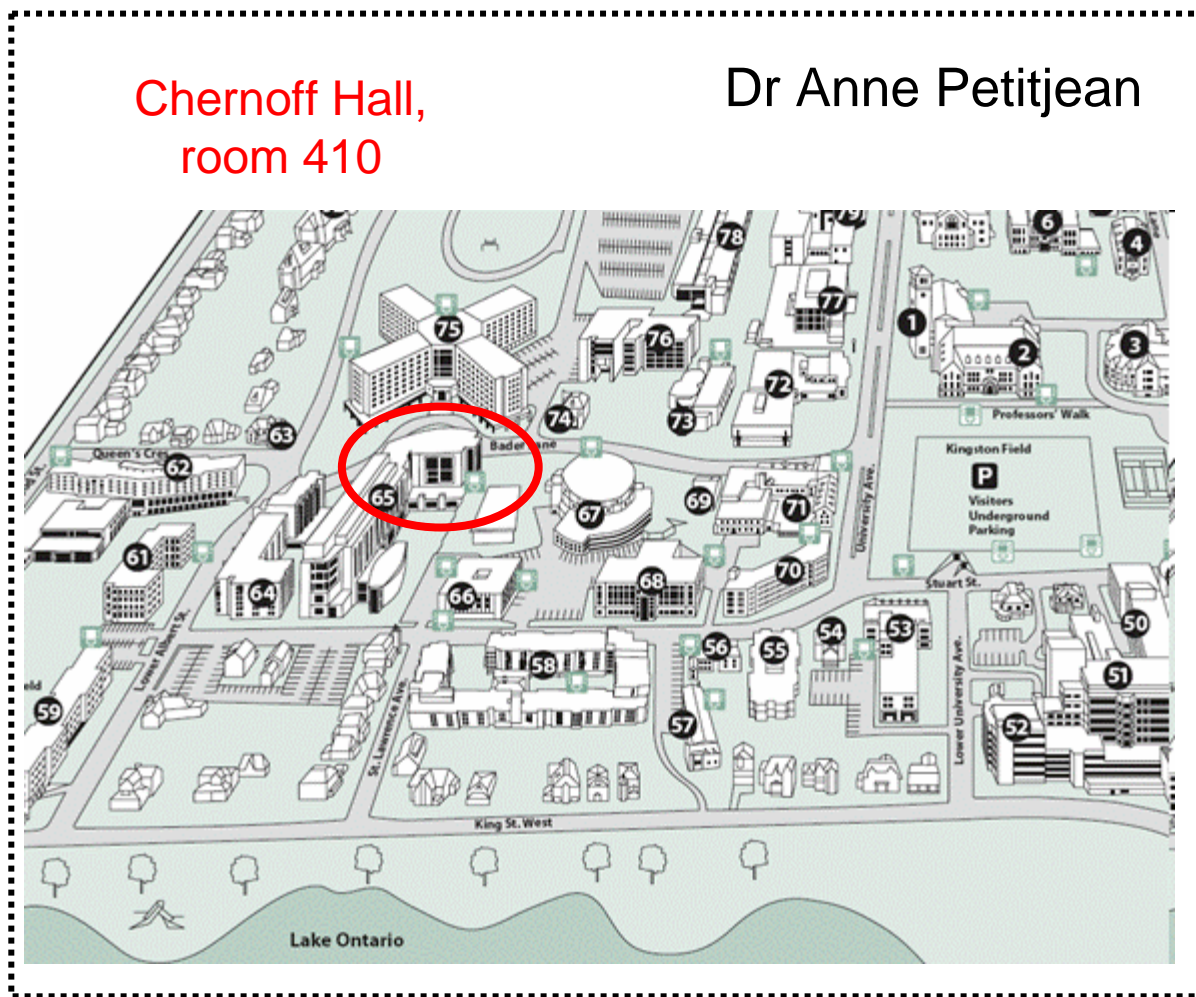 Chernoff Hall,
room 410
Dr Anne Petitjean
78
79
6
4
75
76
77
1
2
3
72
74
73
Professors' Walk
63
Queen's Cres
Bader Lane
Kingston Field
P
Visitors
Underground
Parking
62
65
67
69
71
University Ave.
61
64
66
68
70
Stuart St.
Lower Albert St.
58
56
55
54
53
50
51
59
St. Lawrence Ave.
57
Lower University Ave.
52
King St. West
Lake Ontario